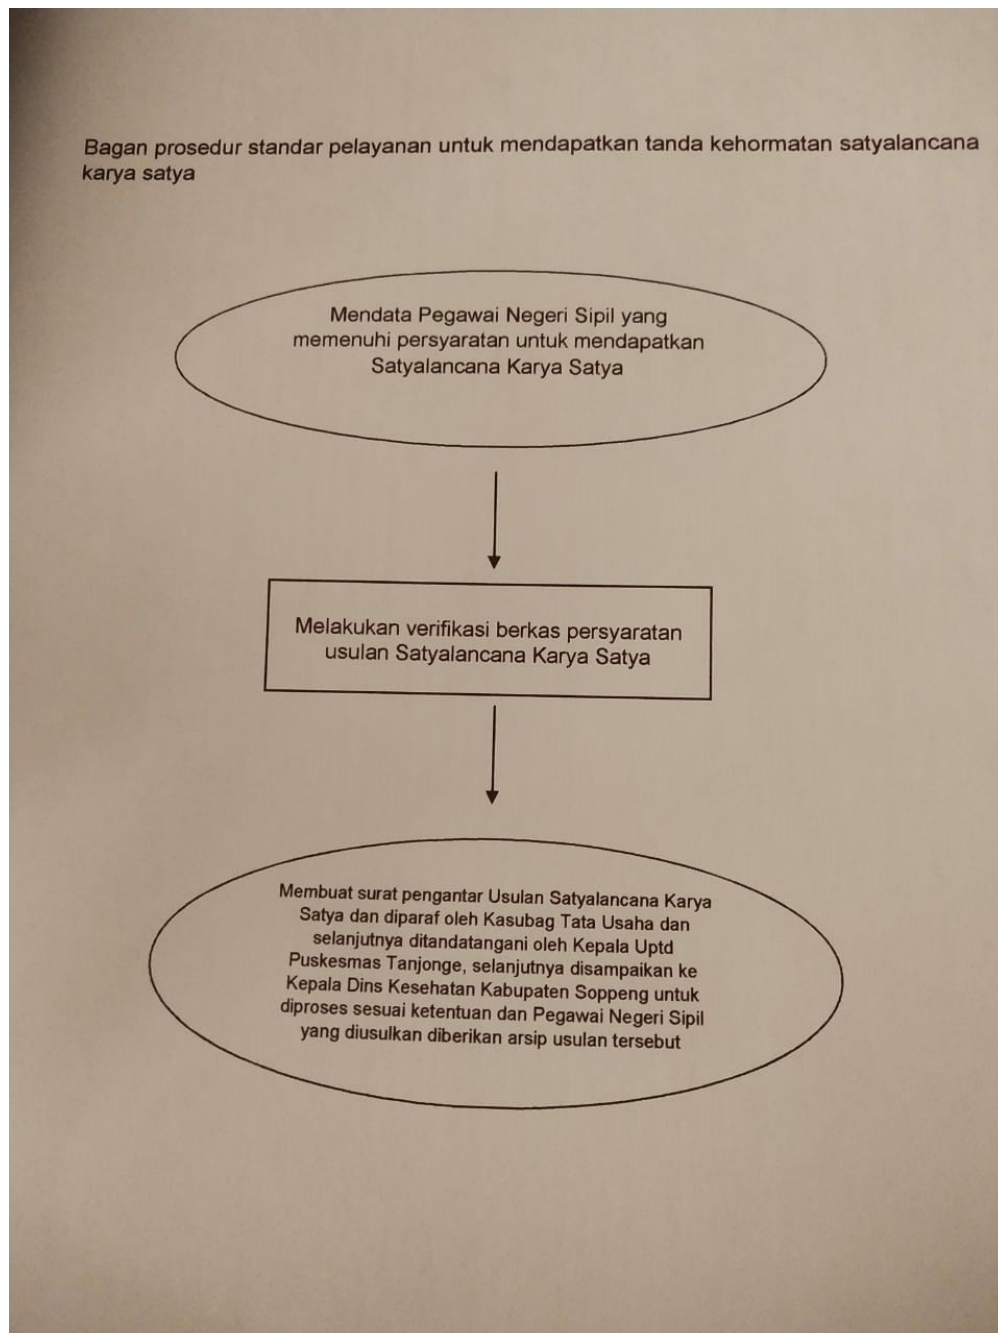 Bagan prosedur standar pelayanan untuk mendapatkan tanda kehormatan satyalancana
karya satya
Mendata Pegawai Negeri Sipil yang
memenuhi persyaratan untuk mendapatkan
Satyalancana Karya Satya
Melakukan verifikasi berkas persyaratan
usulan Satyalancana Karya Satya
Membuat surat pengantar Usulan Satyalancana Karya
Satya dan diparaf oleh Kasubag Tata Usaha dan
selanjutnya ditandatangani oleh Kepala Uptd
Puskesmas Tanjonge, selanjutnya disampaikan ke
Kepala Dins Kesehatan Kabupaten Soppeng untuk
diproses sesuai ketentuan dan Pegawai Negeri Sipil
yang diusulkan diberikan arsip usulan tersebut